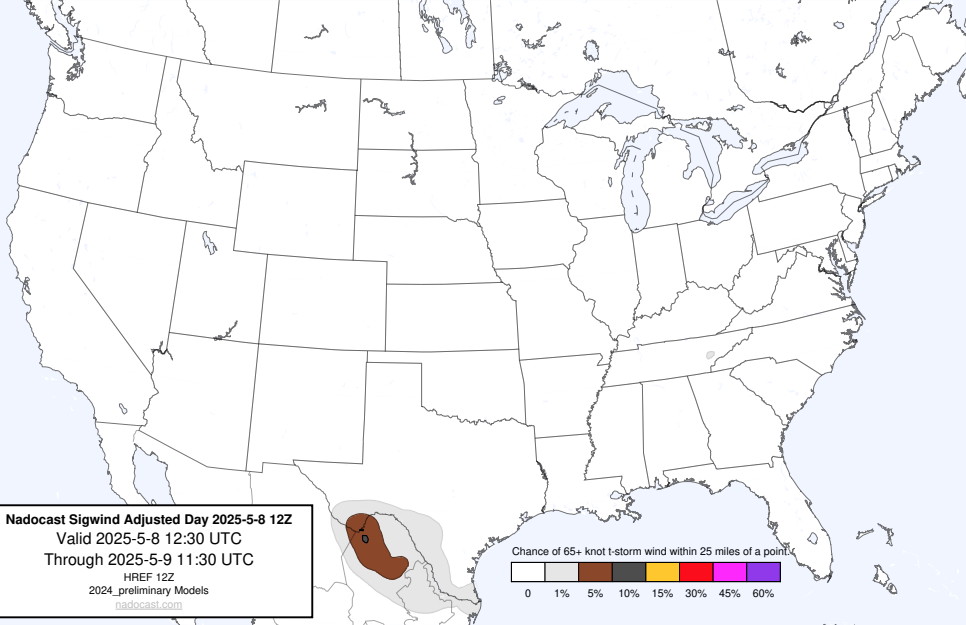 Nadocast Sigwind Adjusted Day 2025-5-8 12Z
Valid 2025-5-8 12:30 UTC
Through 2025-5-9 11:30 UTC
HREF 12Z
2024_preliminary Models
nadocast.com
Chance of 65+ knot t-storm wind within 25 miles of a point.
0 1% 5% 10% 15% 30% 45% 60%